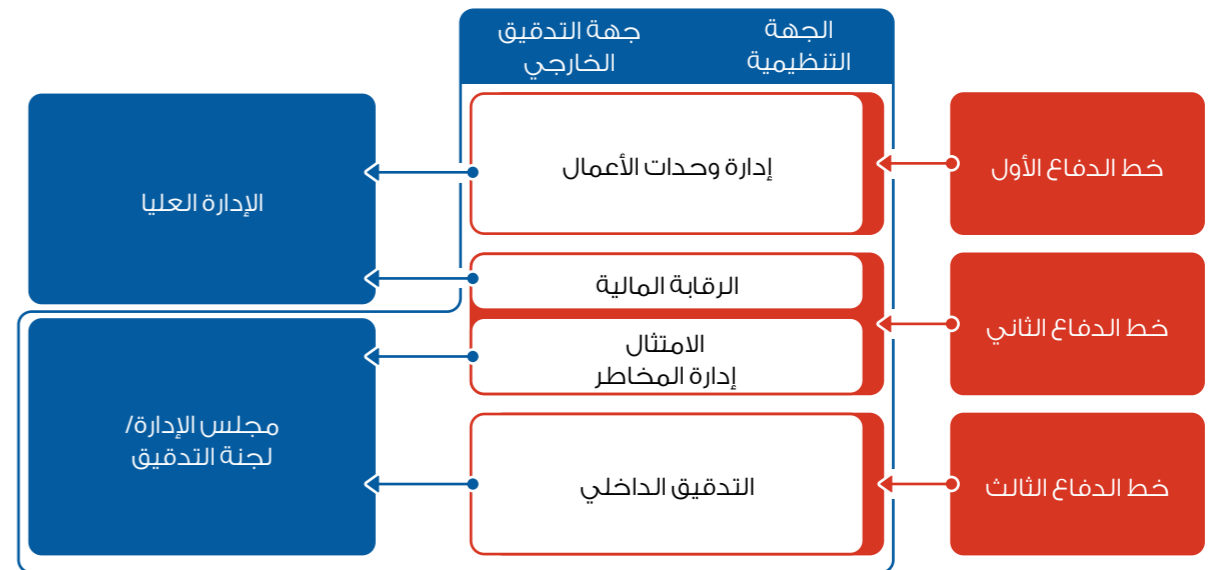 الجهة
التنظيمية
جهة التدقيق
الخارجي
خط الدفاع الأول
إدارة وحدات الأعمال
الإدارة العليا
خط الدفاع الثاني
الرقابة المالية
الامتثال
إدارة المخاطر
مجلس الإدارة/
لجنة التدقيق
خط الدفاع الثالث
التدقيق الداخلي